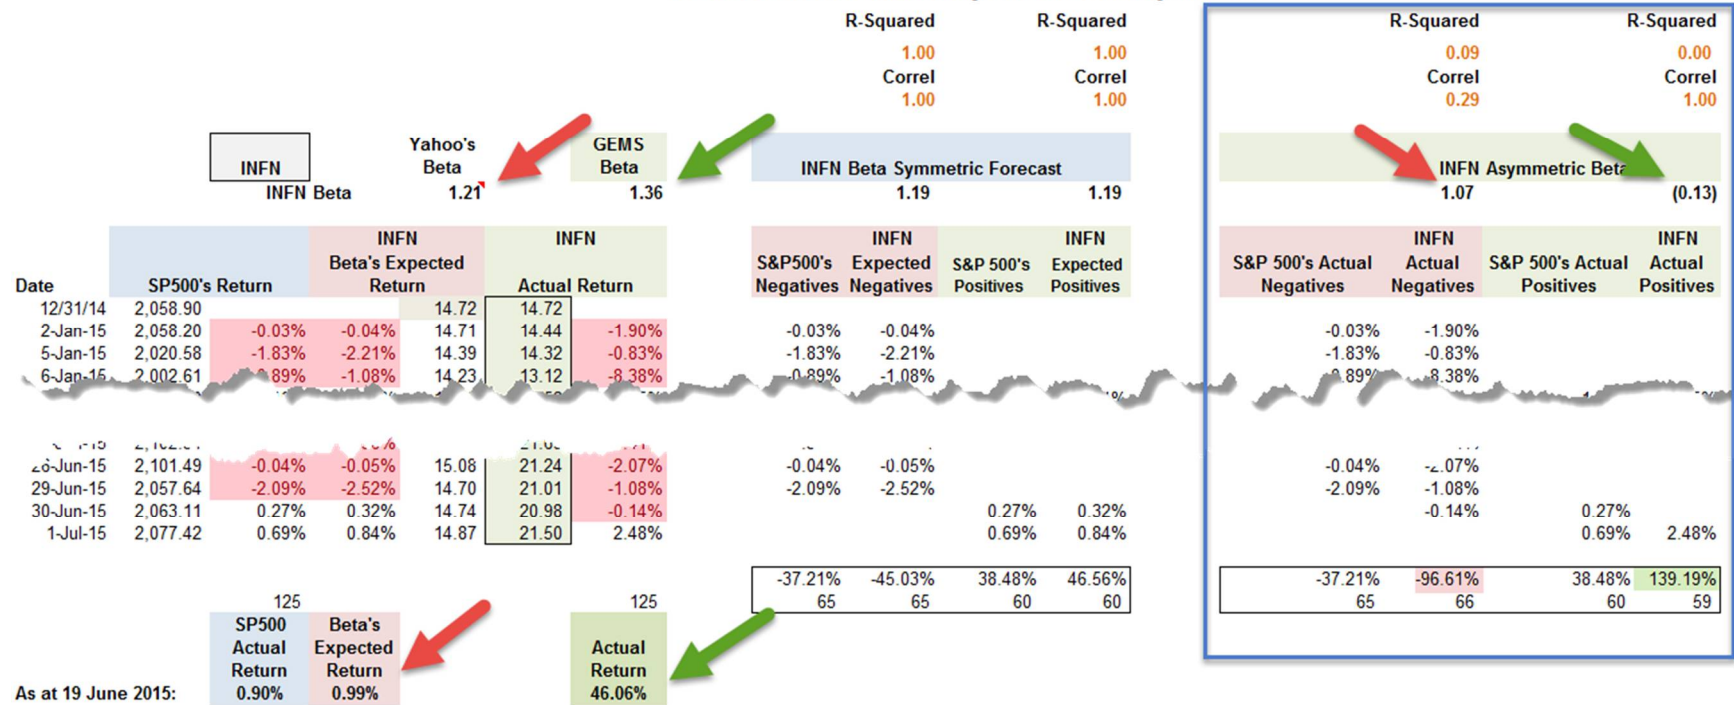 R-Squared R-Squared R-Squared R-Squared
1.00 1.00 0.09 0.00
Correl Correl Correl Correl
1.00 1.00 0.29 1.00
Yahoo's GEMS
INFN Beta Beta INFN Beta Symmetric Forecast INFN Asymmetric Beta
INFN Beta 1.21 1.36 1.19 1.19 1.07 (0.13)
INFN INFN INFN INFN INFN INFN
Beta's Expected S&P500's Expected S&P 500's Expected S&P 500's Actual Actual S&P 500's Actual Actual
Date SP500's Return Return Actual Return Negatives Negatives Positives Positives Negatives Negatives Positives Positives
12/31/14 2,058.90 14.72 14.72
2-Jan-15 2,058.20 -0.03% -0.04% 14.71 14.44 -1.90% -0.03% -0.04% -0.03% -1.90%
5-Jan-15 2,020.58 -1.83% -2.21% 14.39 14.32 -0.83% -1.83% -2.21% -1.83% -0.83%
6-Jan-15 2,002.61 -1.08% 14.23 13.12 -8.38% -0.89% -1.08% -8.38%
26-Jun-15 2,101.49 -0.04% -0.05% 15.08 21.24 -2.07% -0.04% -0.05% -0.04% -2.07%
29-Jun-15 2,057.64 -2.09% -2.52% 14.70 21.01 -1.08% -2.09% -2.52% -2.09% -1.08%
30-Jun-15 2,063.11 0.27% 0.32% 14.74 20.98 -0.14% 0.27% 0.32% -0.14% 0.27%
1-Jul-15 2,077.42 0.69% 0.84% 14.87 21.50 2.48% 0.69% 0.84% 0.69% 2.48%
-37.21% -45.03% 38.48% 46.56% -37.21% -96.61% 38.48% 139.19%
125 125 65 65 60 60 65 66 60 59
SP500 Beta's
Actual Expected Actual
Return Return Return
As at 19 June 2015: 0.90% 0.99% 46.06%